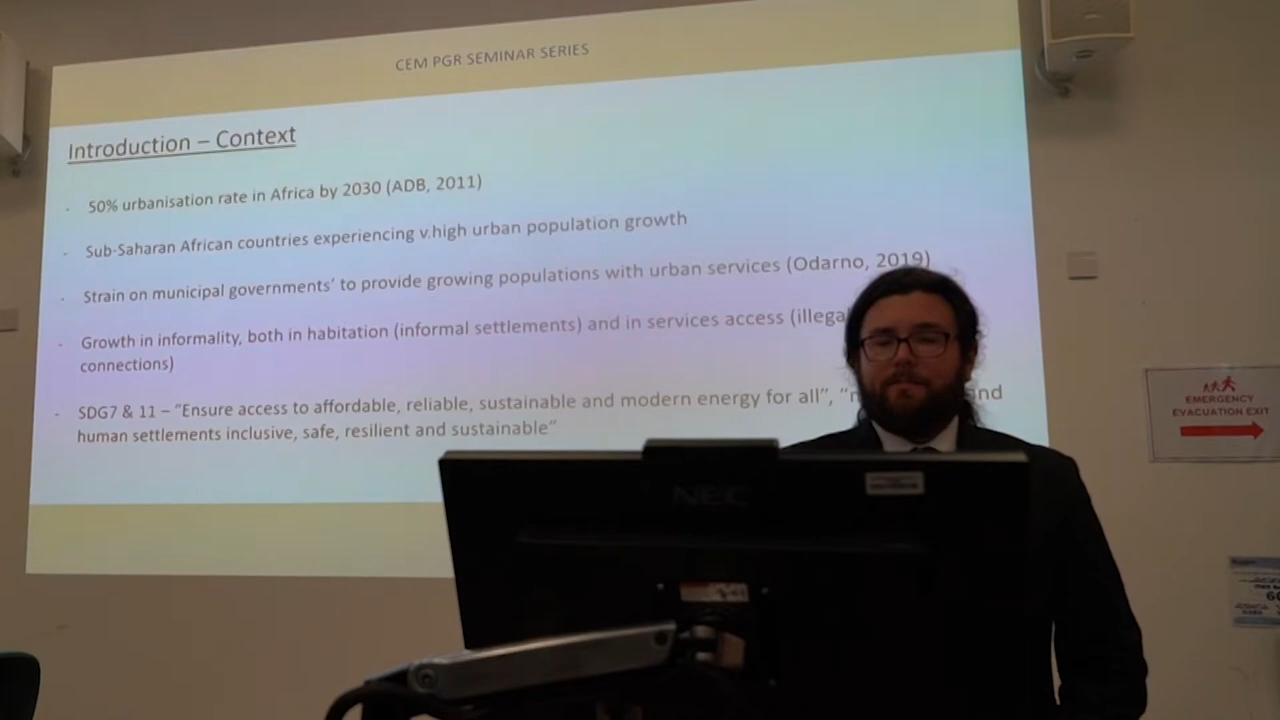 CEM PGR SEMINAR SERIES
Introduction – Context
- 50% urbanisation rate in Africa by 2030 (ADB, 2011)
- Sub-Saharan African countries experiencing v.high urban population growth
- Strain on municipal governments' to provide growing populations with urban services (Odarno, 2019)
- Growth in informality, both in habitation (informal settlements) and in services access (illega
connections)
- SDG7 & 11 – "Ensure access to affordable, reliable, sustainable and modern energy for all", "m and
human settlements inclusive, safe, resilient and sustainable"
NEC
EMERGENCY
EVACUATION EXIT